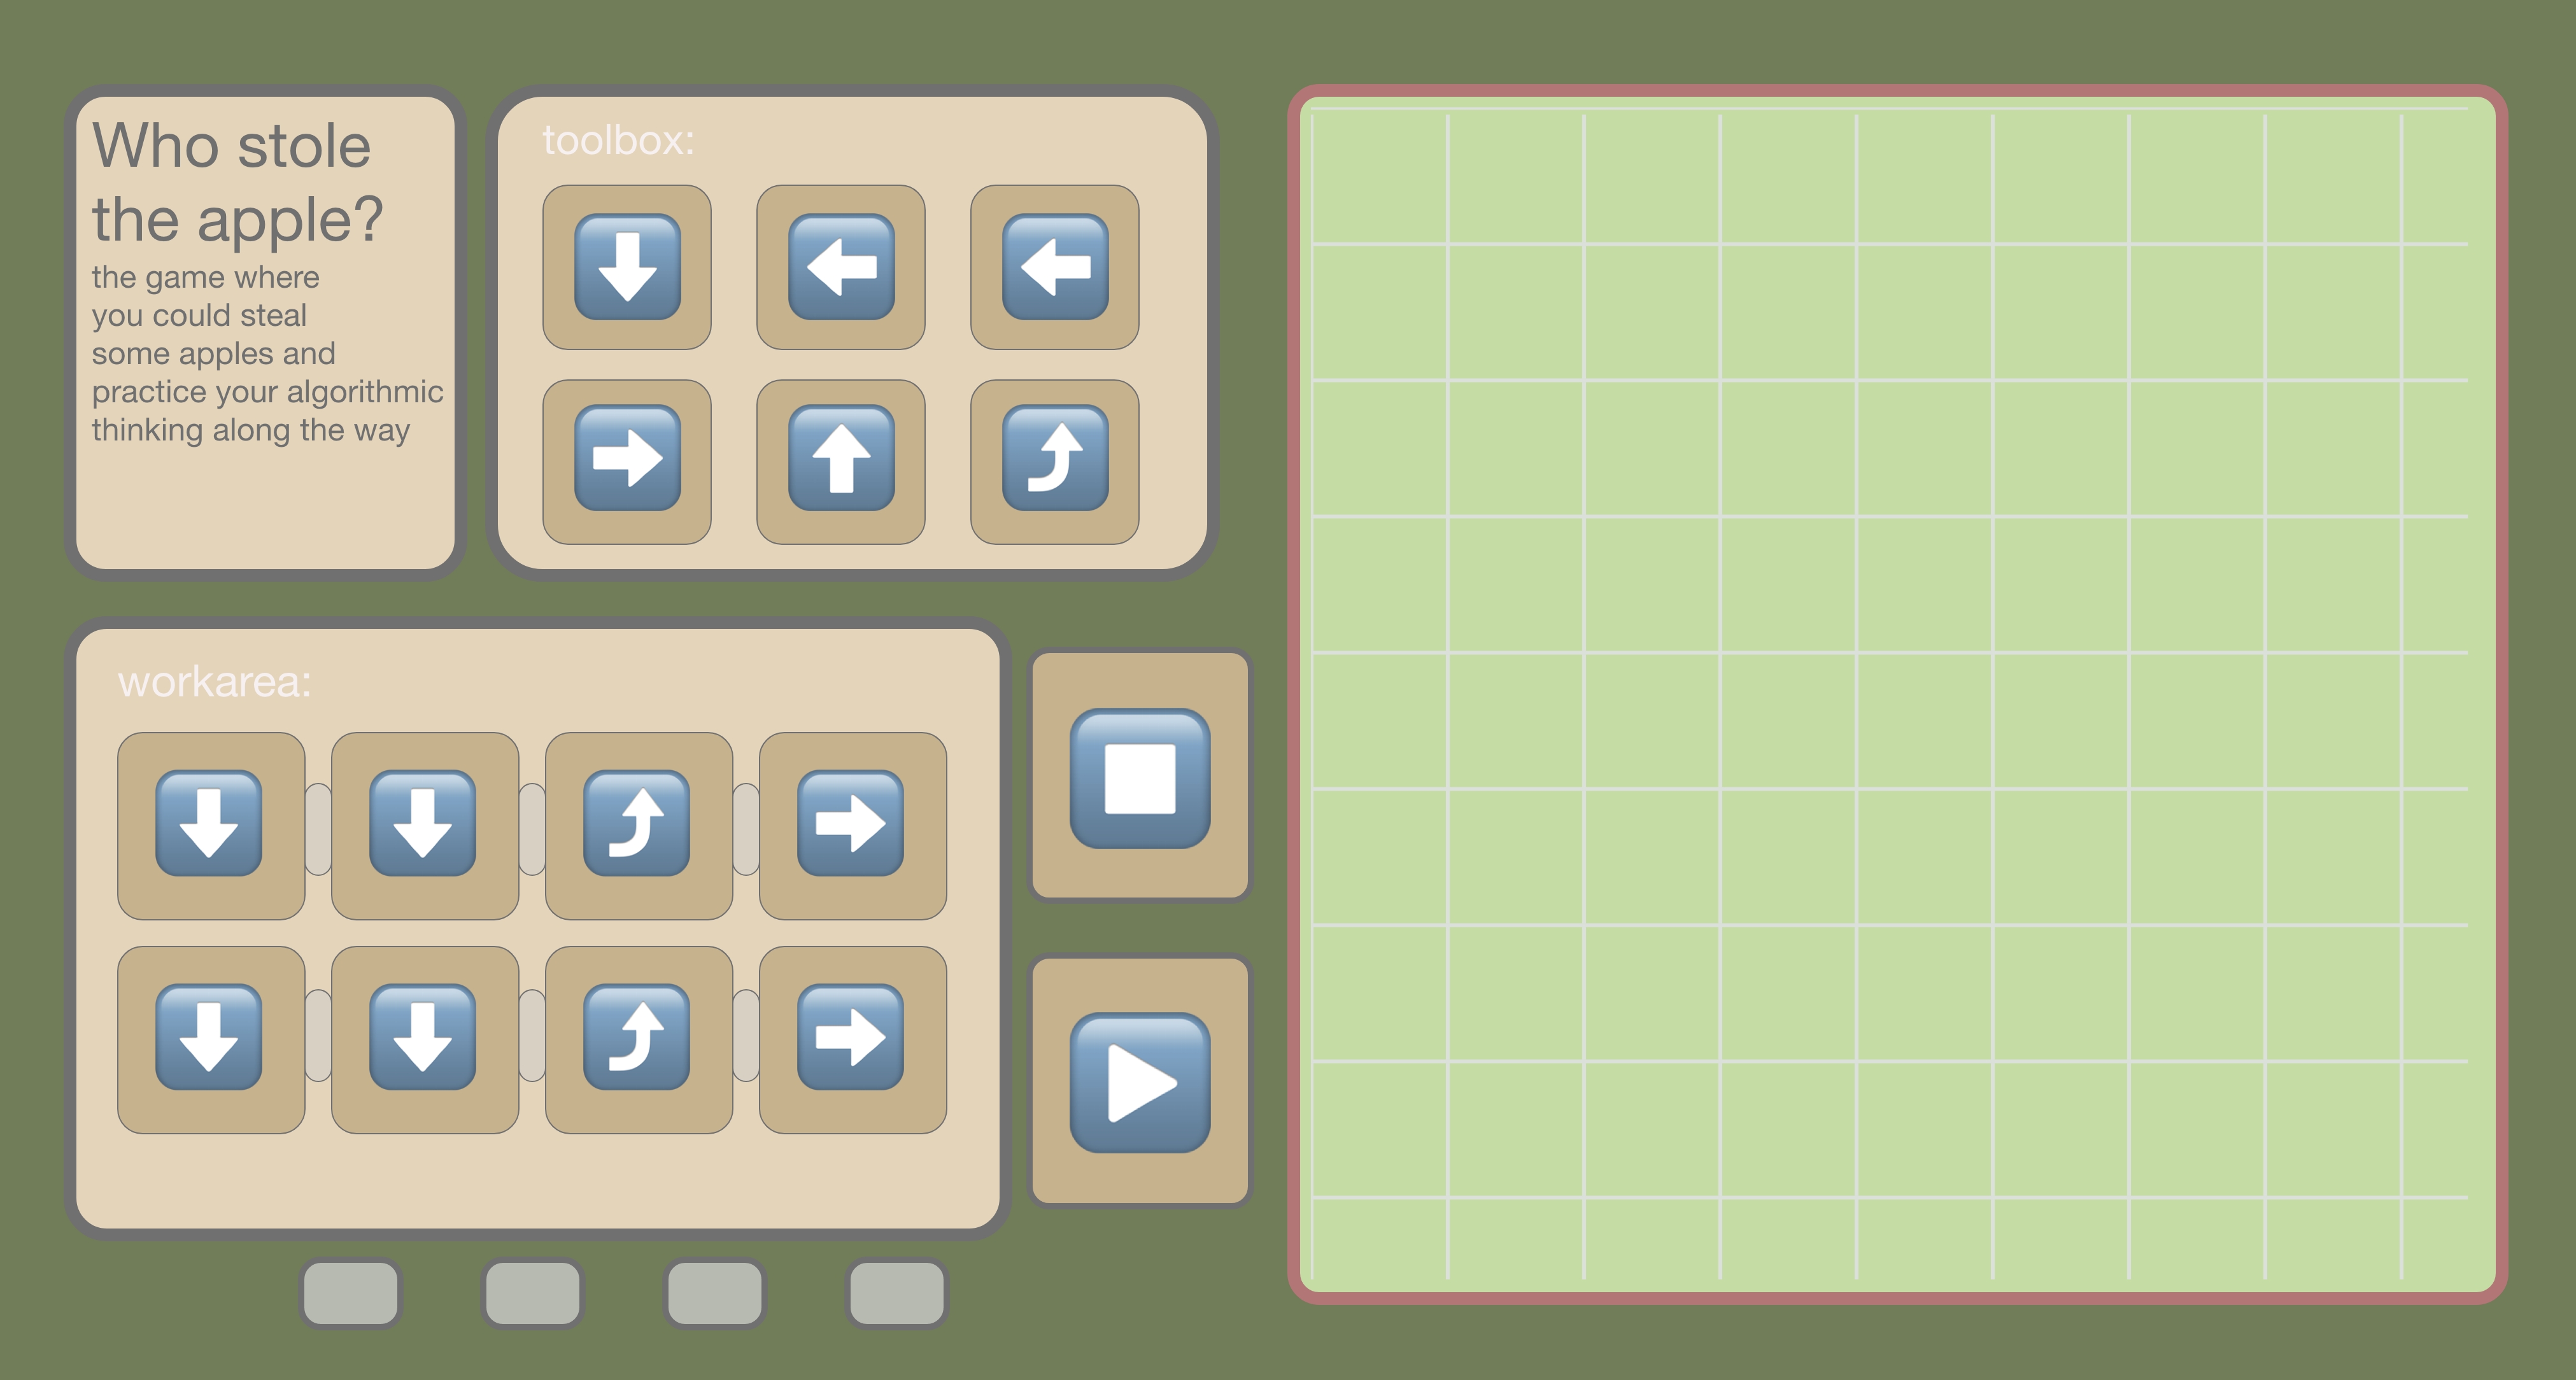 Who stole
the apple?
the game where
you could steal
some apples and
practice your algorithmic
thinking along the way
toolbox:
workarea: